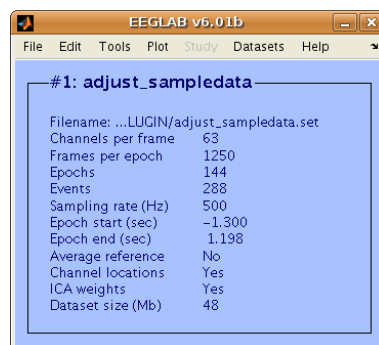 EEGLAB v6.01b
File Edit Tools Plot Study Datasets Help
#1: adjust_sampledata
Filename: ...LUGIN/adjust_sampledata.set
Channels per frame 63
Frames per epoch 1250
Epochs 144
Events 288
Sampling rate (Hz) 500
Epoch start (sec) −1.300
Epoch end (sec) 1.198
Average reference No
Channel locations Yes
ICA weights Yes
Dataset size (Mb) 48